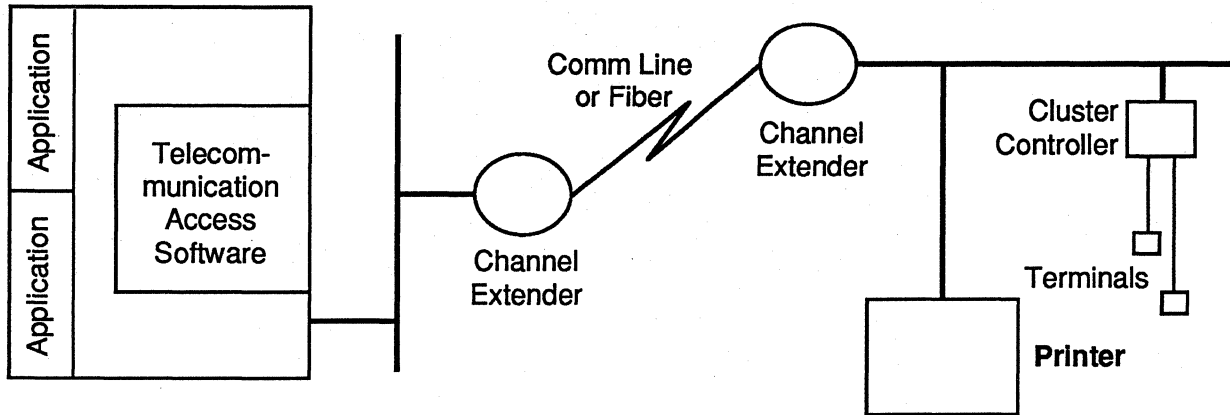 Application
Application
Telecom-
munication
Access
Software
Channel
Extender
Comm Line
or Fiber
Channel
Extender
Cluster
Controller
Terminals
Printer